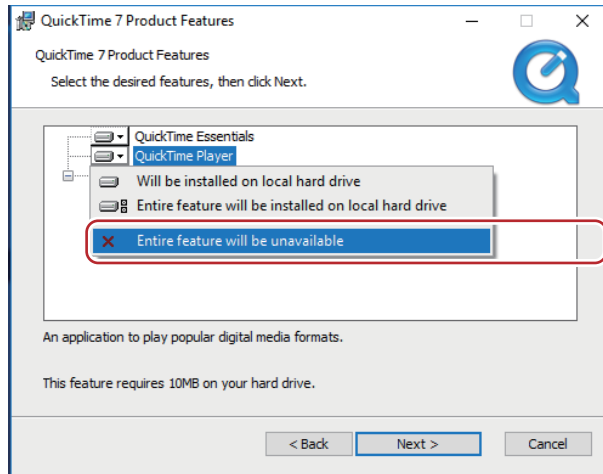 QuickTime 7 Product Features
QuickTime 7 Product Features
Select the desired features, then click Next.
QuickTime Essentials
QuickTime Player
Will be installed on local hard drive
Entire feature will be installed on local hard drive
Entire feature will be unavailable
An application to play popular digital media formats.
This feature requires 10MB on your hard drive.
< Back Next > Cancel